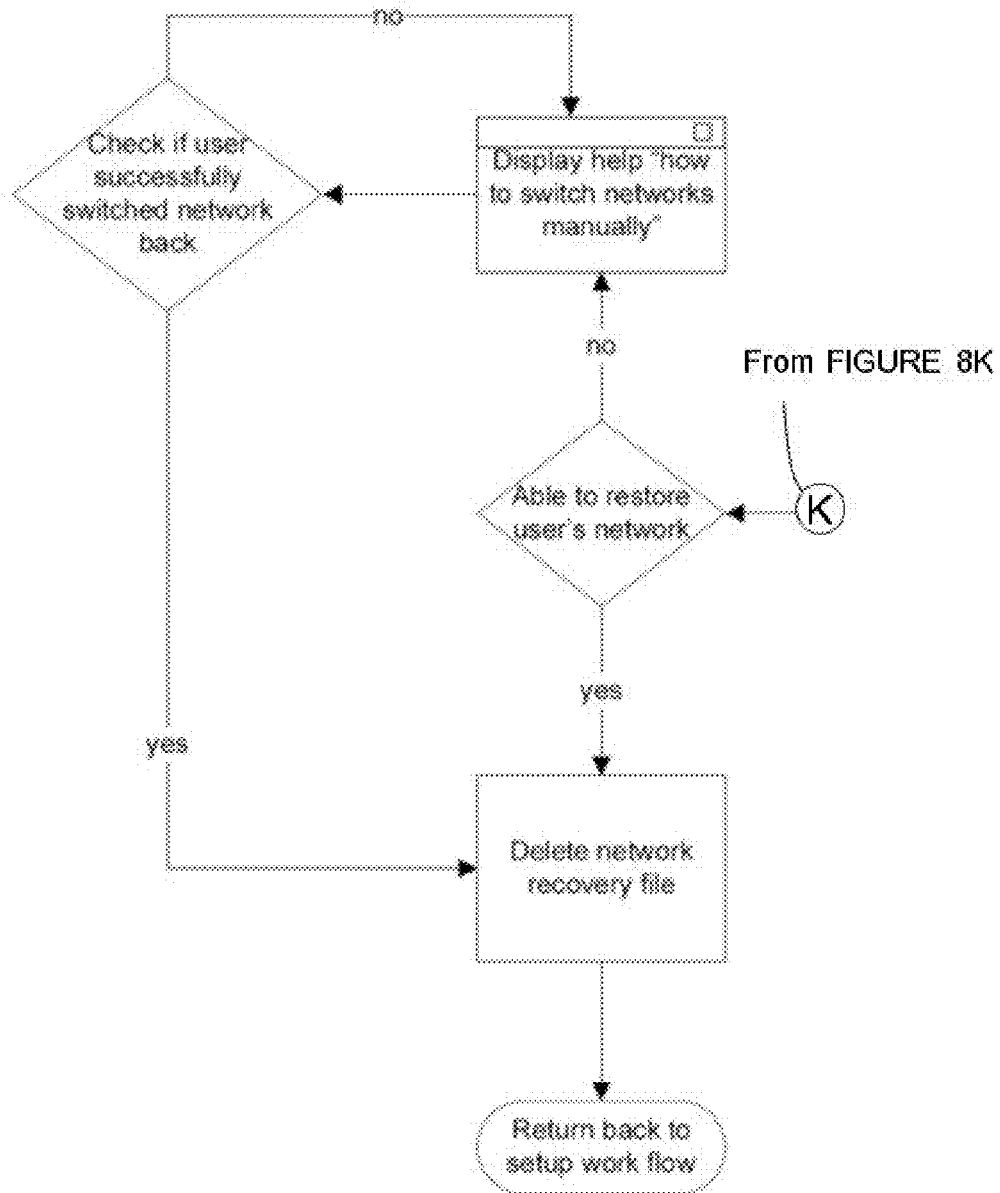 no
Check if user
successfully
switched network
back
Display help "how
to switch networks
manually"
no
From FIGURE 8K
Able to restore
user's network
K
yes
yes
Delete network
recovery file
Return back to
setup work flow